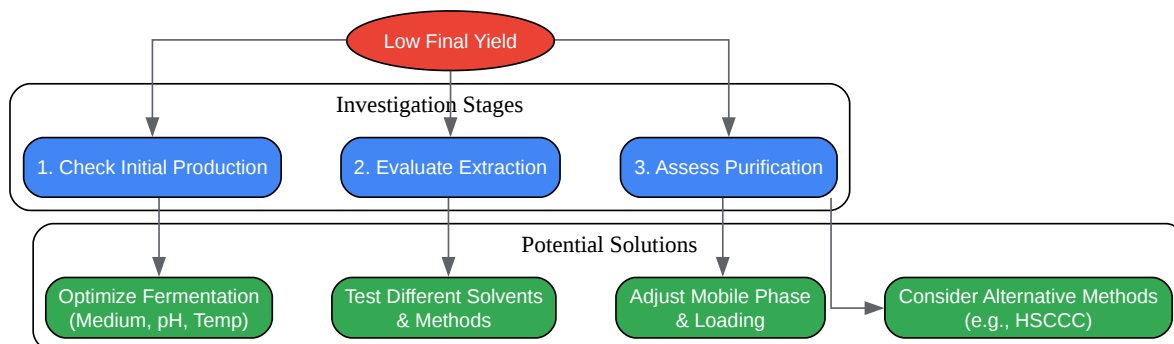 Low Final Yield
Investigation Stages
1. Check Initial Production
2. Evaluate Extraction
3. Assess Purification
Potential Solutions
Optimize Fermentation
(Medium, pH, Temp)
Test Different Solvents
& Methods
Adjust Mobile Phase
& Loading
Consider Alternative Methods
(e.g., HSCCC)